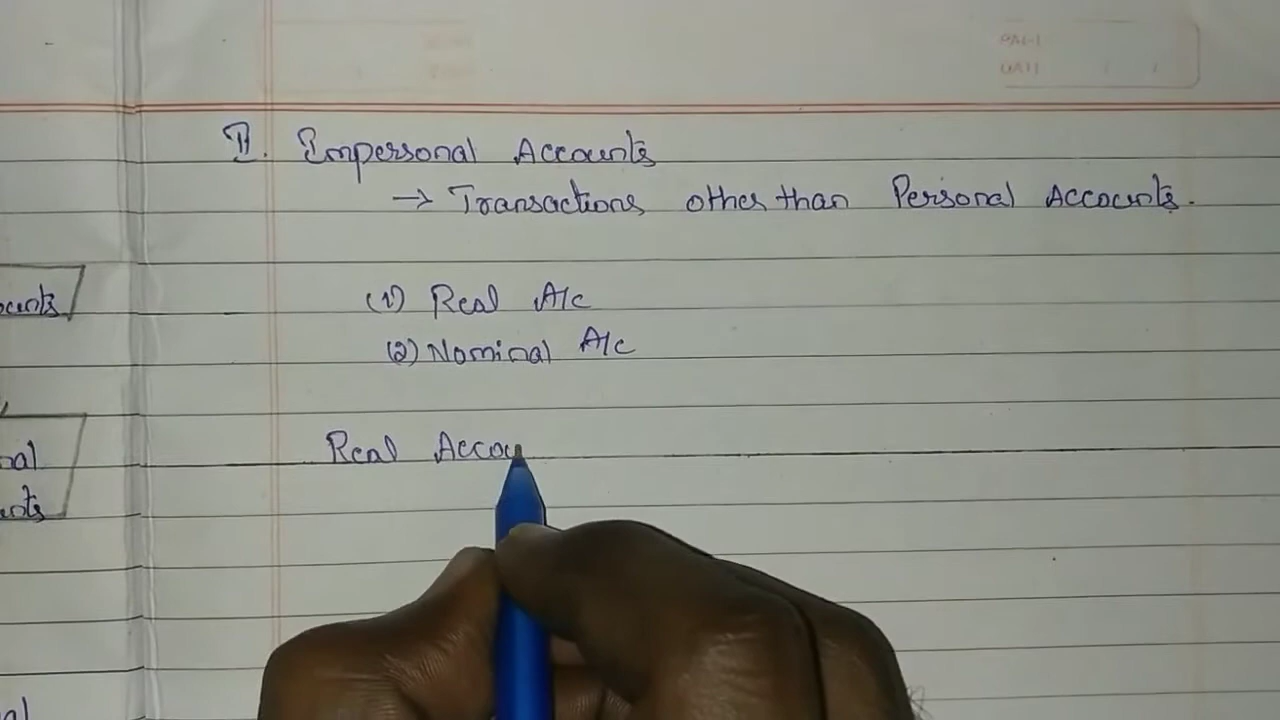 II. Impersonal Accounts
→ Transactions other than Personal Accounts.
(1) Real A/c
(2) Nominal A/c
Real Accou